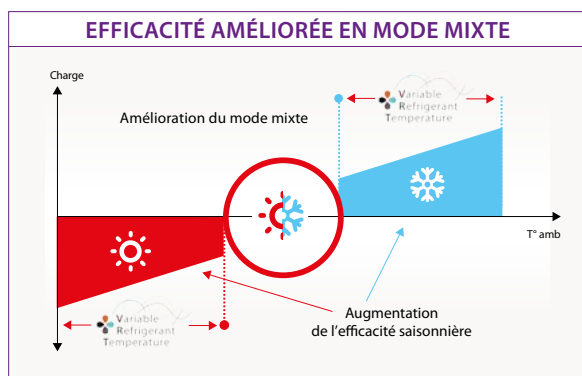 EFFICACITÉ AMÉLIORÉE EN MODE MIXTE
Charge
Variable
Refrigerant
Temperature
Amélioration du mode mixte
T° amb
Augmentation
de l'efficacité saisonnière
Variable
Refrigerant
Temperature